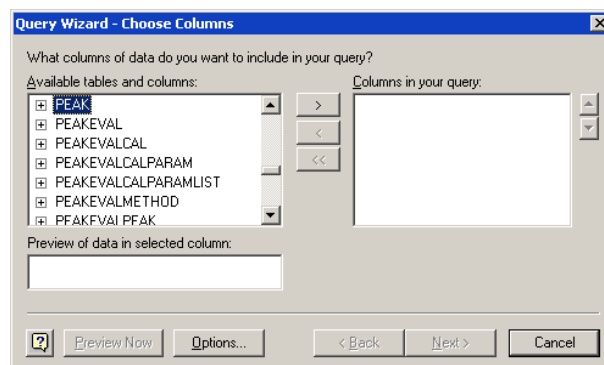 Query Wizard - Choose Columns
What columns of data do you want to include in your query?
Available tables and columns:
Columns in your query:
PEAK
PEAKEVAL
PEAKEVALCAL
PEAKEVALCALPARAM
PEAKEVALCALPARAMLIST
PEAKEVALMETHOD
PEAKEVALPEAK
>
<
<<
Preview of data in selected column:
?
Preview Now
Options...
< Back
Next >
Cancel